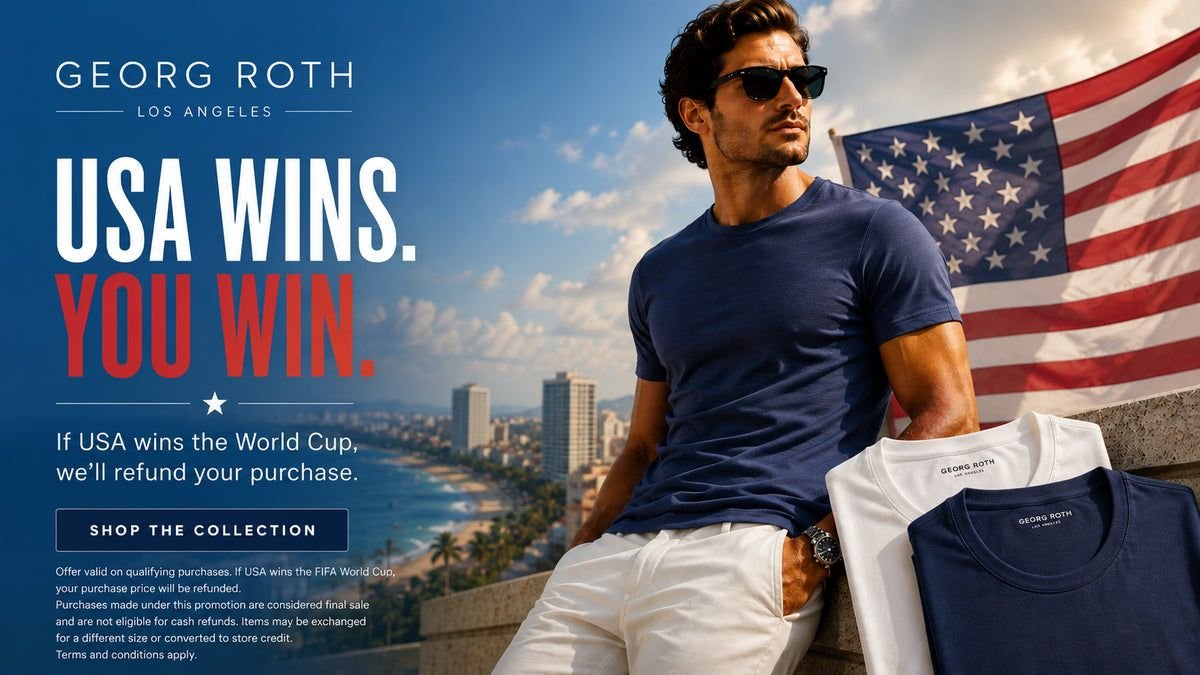 GEORG ROTH
LOS ANGELES
USA WINS.
YOU WIN.
If USA wins the World Cup,
we'll refund your purchase.
SHOP THE COLLECTION
Offer valid on qualifying purchases. If USA wins the FIFA World Cup,
your purchase price will be refunded.
Purchases made under this promotion are considered final sale
and are not eligible for cash refunds. Items may be exchanged
for a different size or converted to store credit.
Terms and conditions apply.
GEORG ROTH
LOS ANGELES
GEORG ROTH
LOS ANGELES